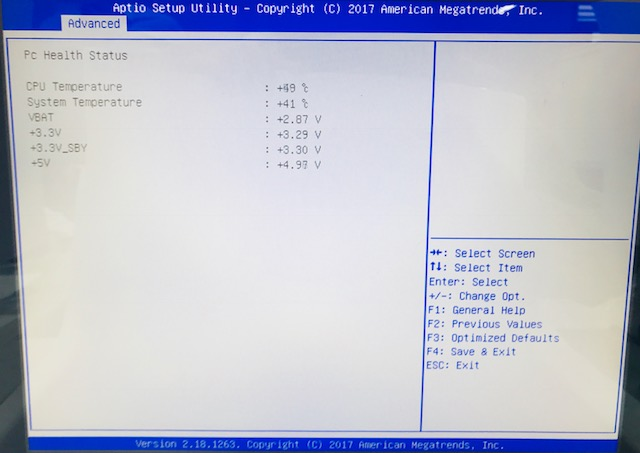 Aptio Setup Utility - Copyright (C) 2017 American Megatrends, Inc.
Advanced
Pc Health Status
CPU Temperature : +49 ℃
System Temperature : +41 ℃
VBAT : +2.87 V
+3.3V : +3.29 V
+3.3V_SBY : +3.30 V
+5V : V
→←: Select Screen
↑↓: Select Item
Enter: Select
+/-: Change Opt.
F1: General Help
F2: Previous Values
F3: Optimized Defaults
F4: Save & Exit
ESC: Exit
Version 2.18.1263. Copyright (C) 2017 American Megatrends, Inc.